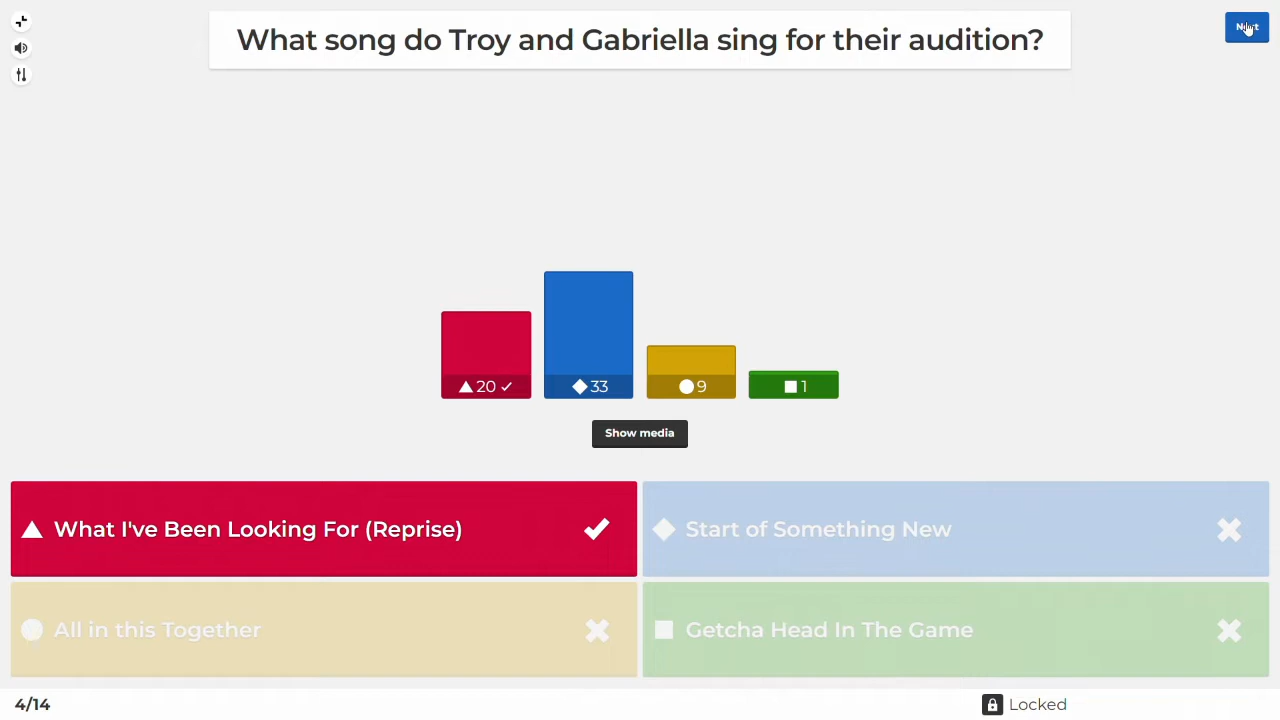 What song do Troy and Gabriella sing for their audition?
20
33
9
1
Show media
What I've Been Looking For (Reprise)
Start of Something New
All in this Together
Getcha Head In The Game
4/14
Locked